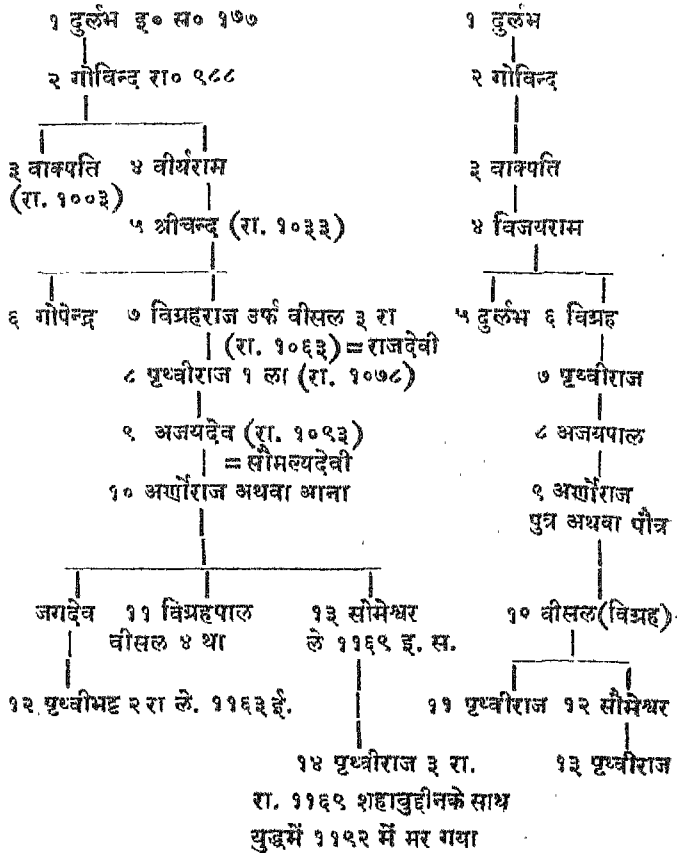 १ दुर्लभ इ० स० १७७
२ गोविन्द रा० ९८८
३ वाक्पति ४ वीर्यराम
(रा. १००३)
५ श्रीचन्द (रा. १०३३)
६ गोपेन्द्र ७ विग्रहराज उर्फ वीसल ३ रा
(रा. १०६३)=राजदेवी
८ पृथ्वीराज १ ला (रा. १०७८)
९ अजयदेव (रा. १०९३)
=सौमल्यदेवी
१० अर्णोराज अथवा आना
जगदेव ११ विग्रहपाल १३ सोमेश्वर
वीसल ४ था ले ११६९ इ. स.
१२ पृथ्वीभट्ट २ रा ले. ११६३ ई.
१४ पृथ्वीराज ३ रा.
रा. ११६९ शहाबुद्दीनके साथ
युद्धमें ११९२ में मर गया
१ दुर्लभ
२ गोविन्द
३ वाक्पति
४ विजयराम
५ दुर्लभ ६ विग्रह
७ पृथ्वीराज
८ अजयपाल
९ अर्णोराज
पुत्र अथवा पौत्र
१० वीसल(विग्रह)
११ पृथ्वीराज १२ सौमेश्वर
१३ पृथ्वीराज